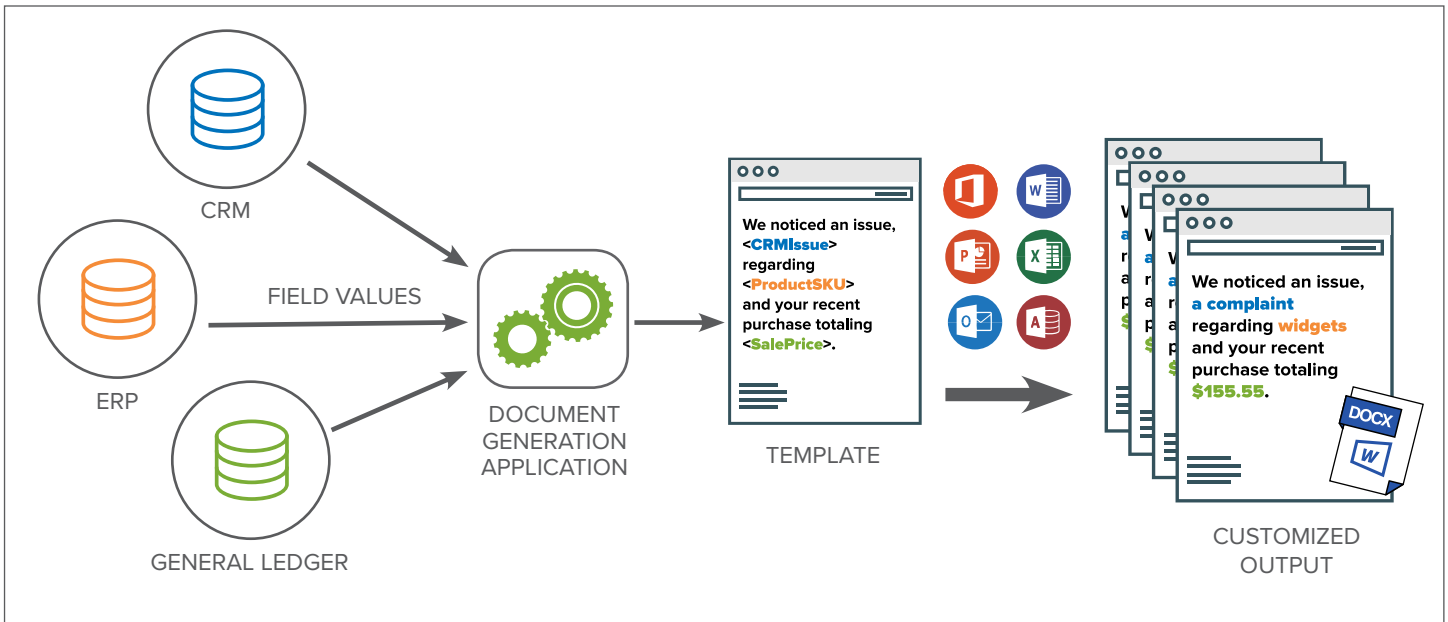 CRM
ERP
GENERAL LEDGER
FIELD VALUES
DOCUMENT
GENERATION
APPLICATION
We noticed an issue,
<CRMIssue>
regarding
<ProductSKU>
and your recent
purchase totaling
<SalePrice>.
TEMPLATE
W
P
X
O
A
We noticed an issue,
a complaint
regarding widgets
and your recent
purchase totaling
$155.55.
DOCX
W
CUSTOMIZED
OUTPUT